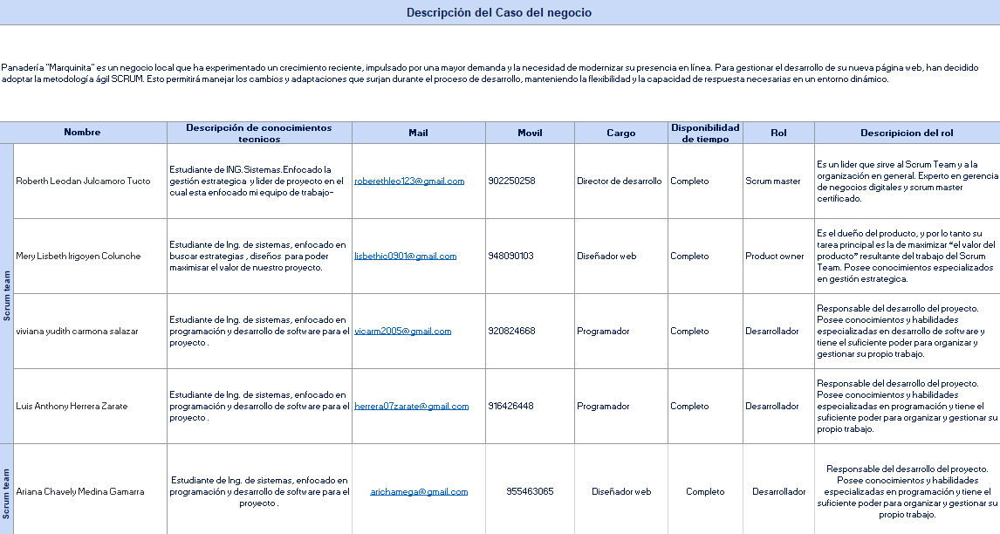 Descripción del Caso del negocio
Panadería "Marquinita" es un negocio local que ha experimentado un crecimiento reciente, impulsado por una mayor demanda y la necesidad de modernizar su presencia en línea. Para gestionar el desarrollo de su nueva página web, han decidido
adoptar la metodología ágil SCRUM. Esto permitirá manejar los cambios y adaptaciones que surjan durante el proceso de desarrollo, manteniendo la flexibilidad y la capacidad de respuesta necesarias en un entorno dinámico.
Nombre
Descripción de conocimientos
tecnicos
Mail
Movil
Cargo
Disponibilidad
de tiempo
Rol
Descripicion del rol
Scrum team
Roberth Leodan Julcamoro Tucto
Estudiante de ING.Sistemas.Enfocado la
gestión estrategica y lider de proyecto en el
cual esta enfocado mi equipo de trabajo-
roberethleo123@gmail.com
902250258
Director de desarrollo
Completo
Scrum master
Es un lider que sirve al Scrum Team y a la
organización en general. Experto en gerencia
de negocios digitales y scrum master
certificado.
Mery Lisbeth Irigoyen Colunche
Estudiante de Ing. de sistemas, enfocado en
buscar estrategias , diseños para poder
maximisar el valor de nuestro proyecto.
lisbethic0901@gmail.com
948090103
Diseñador web
Completo
Product owner
Es el dueño del producto, y por lo tanto su
tarea principal es la de maximizar “el valor del
producto” resultante del trabajo del Scrum
Team. Posee conocimientos especializados
en gestión estrategica.
viviana yudith carmona salazar
Estudiante de Ing. de sistemas, enfocado en
programación y desarrollo de software para el
proyecto .
vicarm2005@gmail.com
920824668
Programador
Completo
Desarrollador
Responsable del desarrollo del proyecto.
Posee conocimientos y habilidades
especializadas en desarrollo de software y
tiene el suficiente poder para organizar y
gestionar su propio trabajo.
Luis Anthony Herrera Zarate
Estudiante de Ing. de sistemas, enfocado en
programación y desarrollo de software para el
proyecto .
herrera07zarate@gmail.com
916426448
Programador
Completo
Desarrollador
Responsable del desarrollo del proyecto.
Posee conocimientos y habilidades
especializadas en programación y tiene el
suficiente poder para organizar y gestionar su
propio trabajo.
Scrum team
Ariana Chavely Medina Gamarra
Estudiante de Ing. de sistemas, enfocado en
programación y desarrollo de software para el
proyecto .
arichamega@gmail.com
955463065
Diseñador web
Completo
Desarrollador
Responsable del desarrollo del proyecto.
Posee conocimientos y habilidades
especializadas en programación y tiene el
suficiente poder para organizar y gestionar su
propio trabajo.